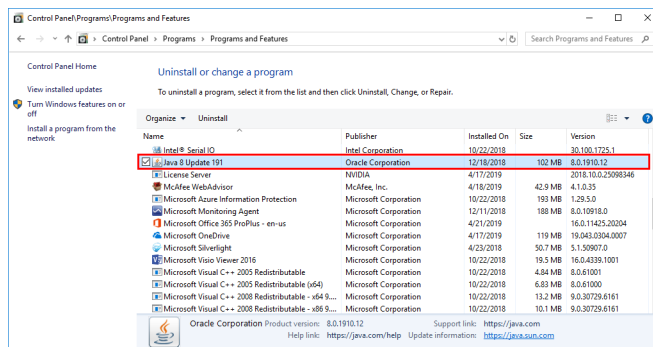 Control Panel\Programs\Programs and Features
Control Panel > Programs > Programs and Features
Search Programs and Features
Control Panel Home
View installed updates
Turn Windows features on or off
Install a program from the network
Uninstall or change a program
To uninstall a program, select it from the list and then click Uninstall, Change, or Repair.
Organize Uninstall
Name Publisher Installed On Size Version
Intel® Serial IO Intel Corporation 10/22/2018 30.100.1725.1
Java 8 Update 191 Oracle Corporation 12/18/2018 102 MB 8.0.1910.12
License Server NVIDIA 4/17/2019 2018.10.0.25098346
McAfee WebAdvisor McAfee, Inc. 4/18/2019 42.9 MB 4.1.0.35
Microsoft Azure Information Protection Microsoft Corporation 10/22/2018 193 MB 1.29.5.0
Microsoft Monitoring Agent Microsoft Corporation 12/11/2018 188 MB 8.0.10918.0
Microsoft Office 365 ProPlus - en-us Microsoft Corporation 4/21/2019 16.0.11425.20204
Microsoft OneDrive Microsoft Corporation 4/17/2019 119 MB 19.043.0304.0007
Microsoft Silverlight Microsoft Corporation 4/23/2018 50.7 MB 5.1.50907.0
Microsoft Visio Viewer 2016 Microsoft Corporation 10/22/2018 19.5 MB 16.0.4339.1001
Microsoft Visual C++ 2005 Redistributable Microsoft Corporation 10/22/2018 4.84 MB 8.0.61001
Microsoft Visual C++ 2005 Redistributable (x64) Microsoft Corporation 10/22/2018 6.83 MB 8.0.61000
Microsoft Visual C++ 2008 Redistributable - x64 9.... Microsoft Corporation 10/22/2018 13.2 MB 9.0.30729.6161
Microsoft Visual C++ 2008 Redistributable - x86 9.... Microsoft Corporation 10/22/2018 10.1 MB 9.0.30729.6161
Oracle Corporation Product version: 8.0.1910.12 Support link: https://java.com
Help link: https://java.com/help Update information: https://java.sun.com